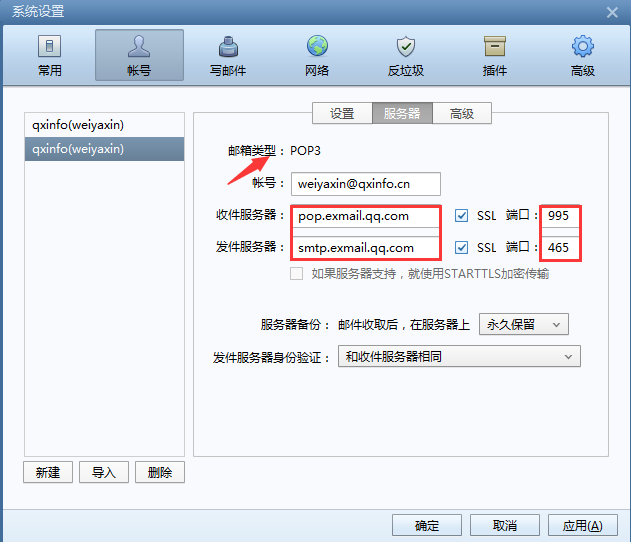 系统设置
常用 帐号 写邮件 网络 反垃圾 插件 高级
qxinfo(weiyaxin)
qxinfo(weiyaxin)
设置 服务器 高级
邮箱类型： POP3
帐号： weiyaxin@qxinfo.cn
收件服务器： pop.exmail.qq.com SSL 端口： 995
发件服务器： smtp.exmail.qq.com SSL 端口： 465
如果服务器支持，就使用STARTTLS加密传输
服务器备份： 邮件收取后，在服务器上 永久保留
发件服务器身份验证： 和收件服务器相同
新建 导入 删除
确定 取消 应用(A)